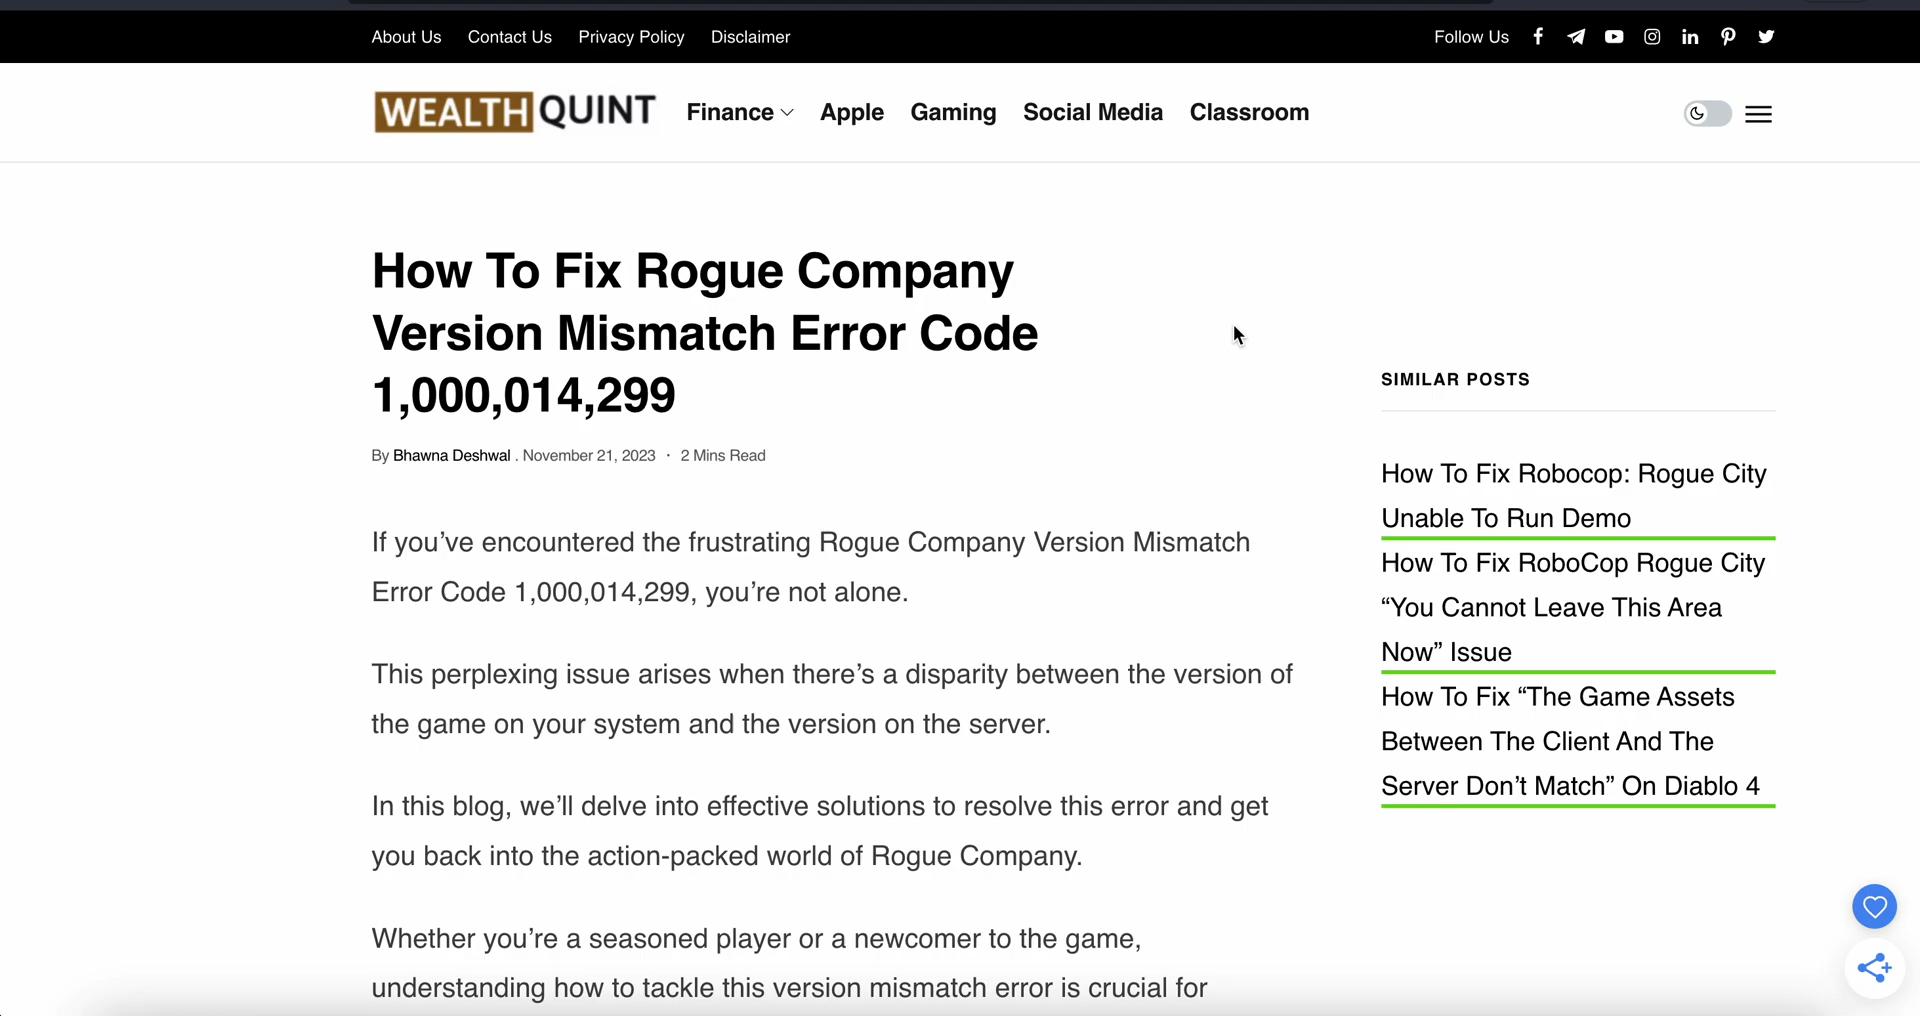 About Us Contact Us Privacy Policy Disclaimer Follow Us
WEALTH QUINT Finance Apple Gaming Social Media Classroom
How To Fix Rogue Company
Version Mismatch Error Code
1,000,014,299
By Bhawna Deshwal . November 21, 2023 · 2 Mins Read
If you’ve encountered the frustrating Rogue Company Version Mismatch
Error Code 1,000,014,299, you’re not alone.
This perplexing issue arises when there’s a disparity between the version of
the game on your system and the version on the server.
In this blog, we’ll delve into effective solutions to resolve this error and get
you back into the action-packed world of Rogue Company.
Whether you’re a seasoned player or a newcomer to the game,
understanding how to tackle this version mismatch error is crucial for
SIMILAR POSTS
How To Fix Robocop: Rogue City
Unable To Run Demo
How To Fix RoboCop Rogue City
“You Cannot Leave This Area
Now” Issue
How To Fix “The Game Assets
Between The Client And The
Server Don’t Match” On Diablo 4